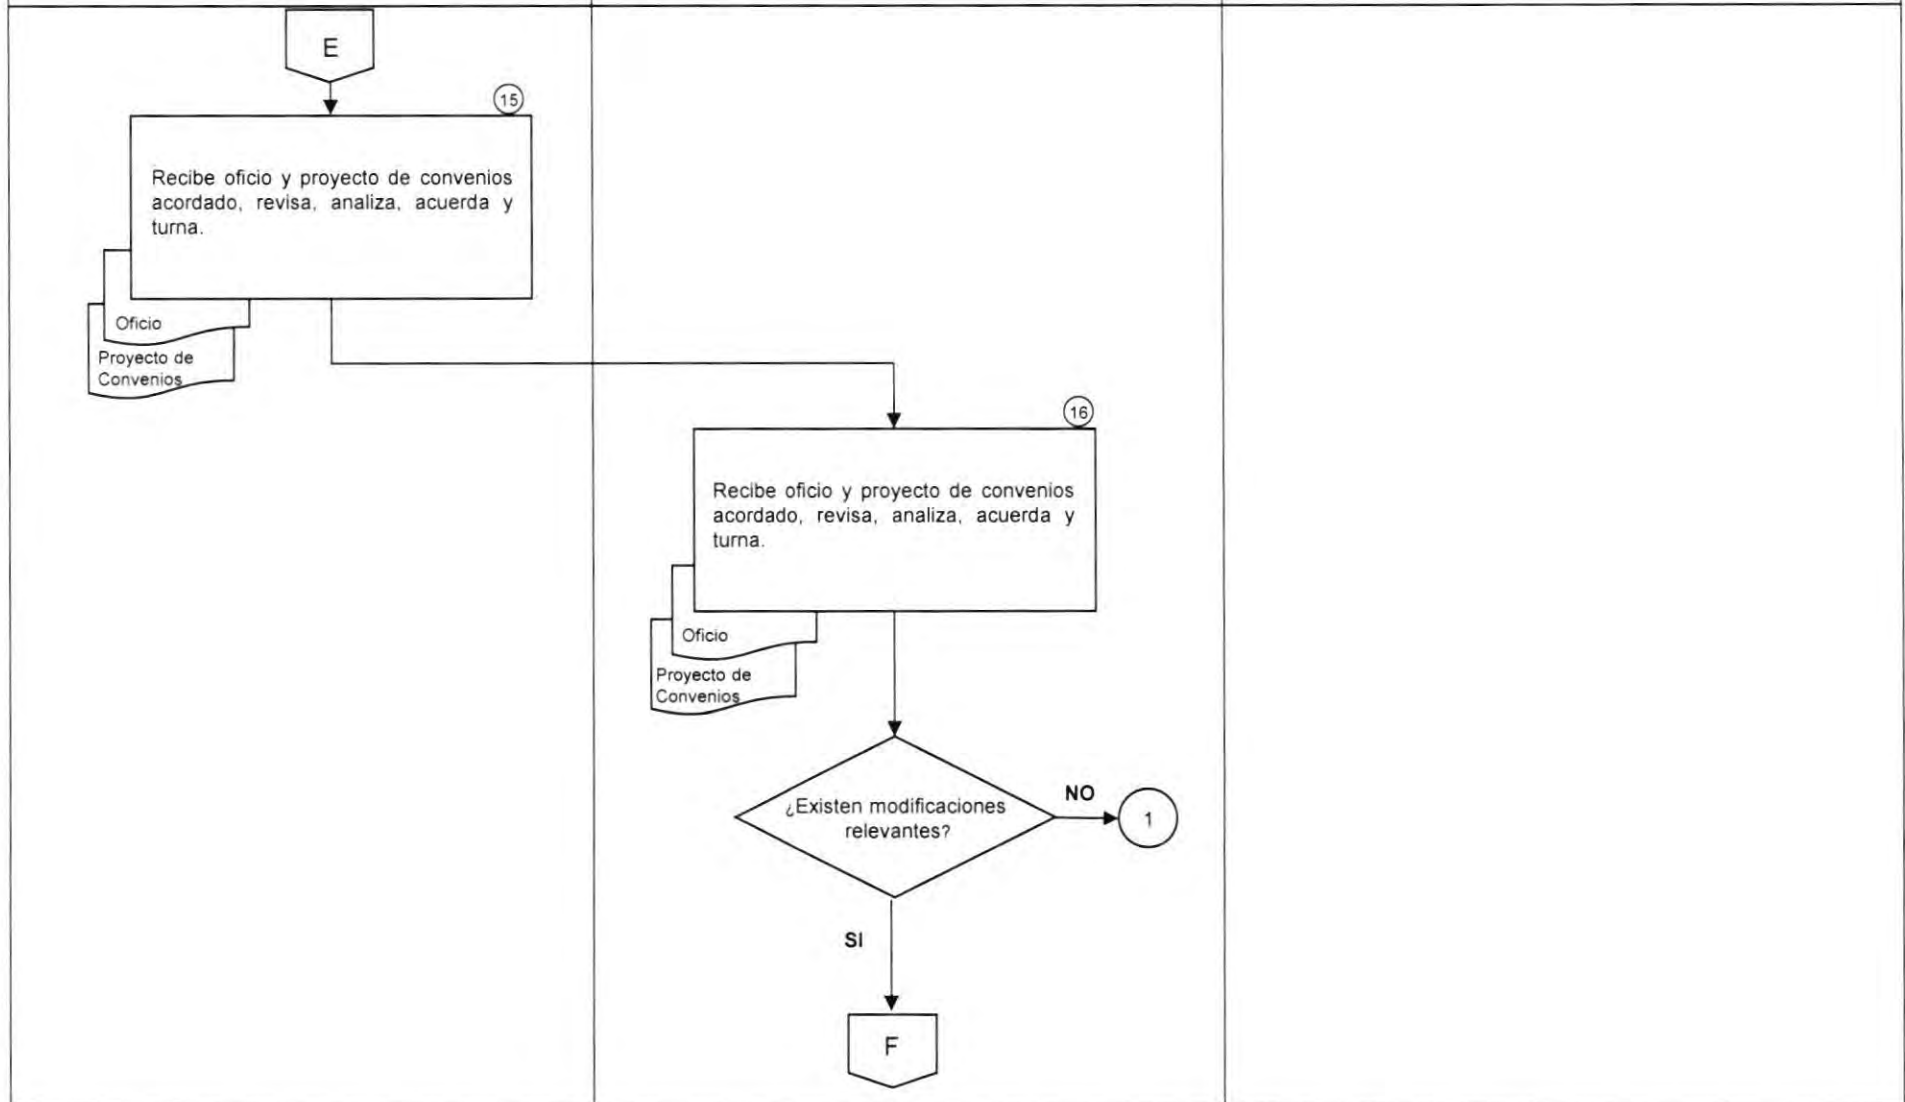 E
15
Recibe oficio y proyecto de convenios
acordado, revisa, analiza, acuerda y
turna.
Oficio
Proyecto de
Convenios
16
Recibe oficio y proyecto de convenios
acordado, revisa, analiza, acuerda y
turna.
Oficio
Proyecto de
Convenios
¿Existen modificaciones
relevantes?
NO
1
SI
F